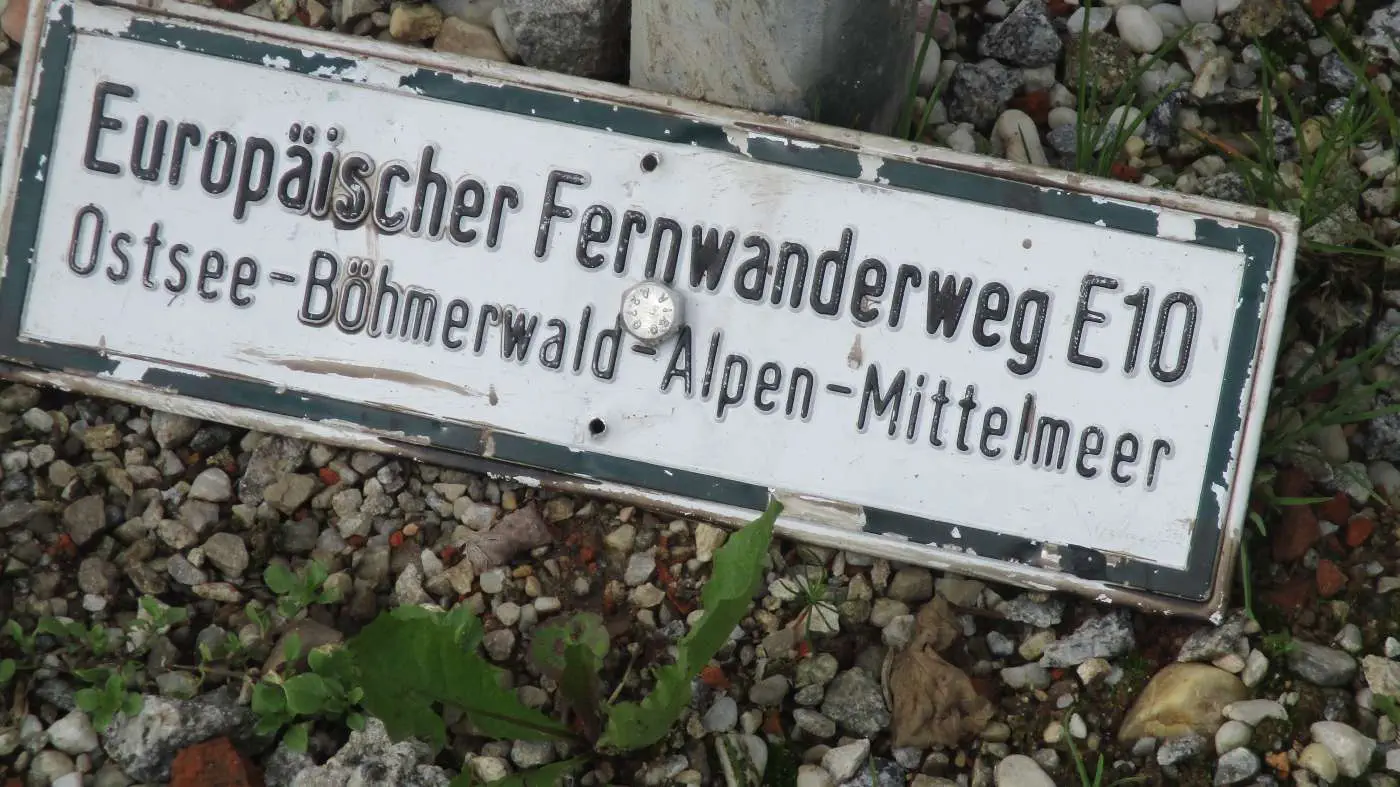 Europäischer Fernwanderweg E10
Ostsee-Böhmerwald-Alpen-Mittelmeer